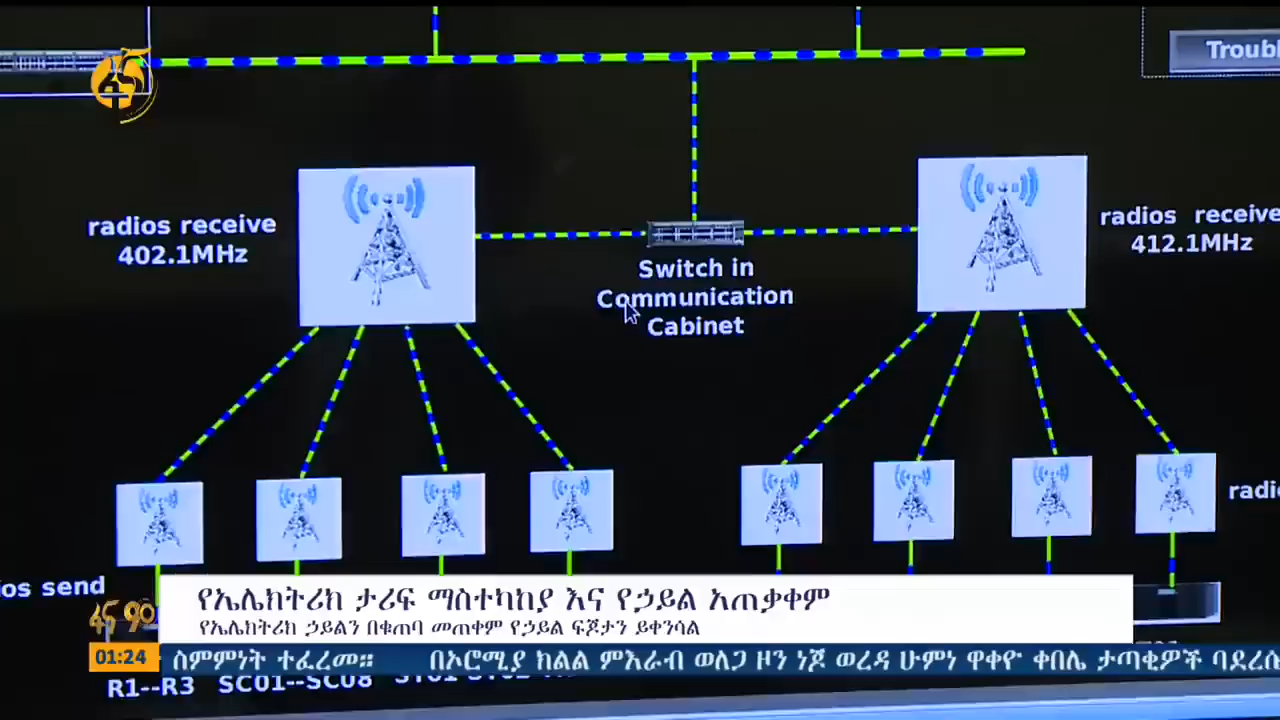 Troubl
radios receive
402.1MHz
radios receive
412.1MHz
Switch in
Communication
Cabinet
radio
ios send
የኤሌክትሪክ ታሪፍ ማስተካከያ እና የኃይል አጠቃቀም
የኤሌክትሪክ ኃይልን በቁጠባ መጠቀም የኃይል ፍጆታን ይቀንሳል
01:24 ስምምነት ተፈረመ። በኦሮሚያ ክልል ምእራብ ወለጋ ዞን ነጆ ወረዳ ሁምነ ዋቀዮ ቀበሌ ታጣቂዎች ባደረሱ
R1--R3 SC01--SC08